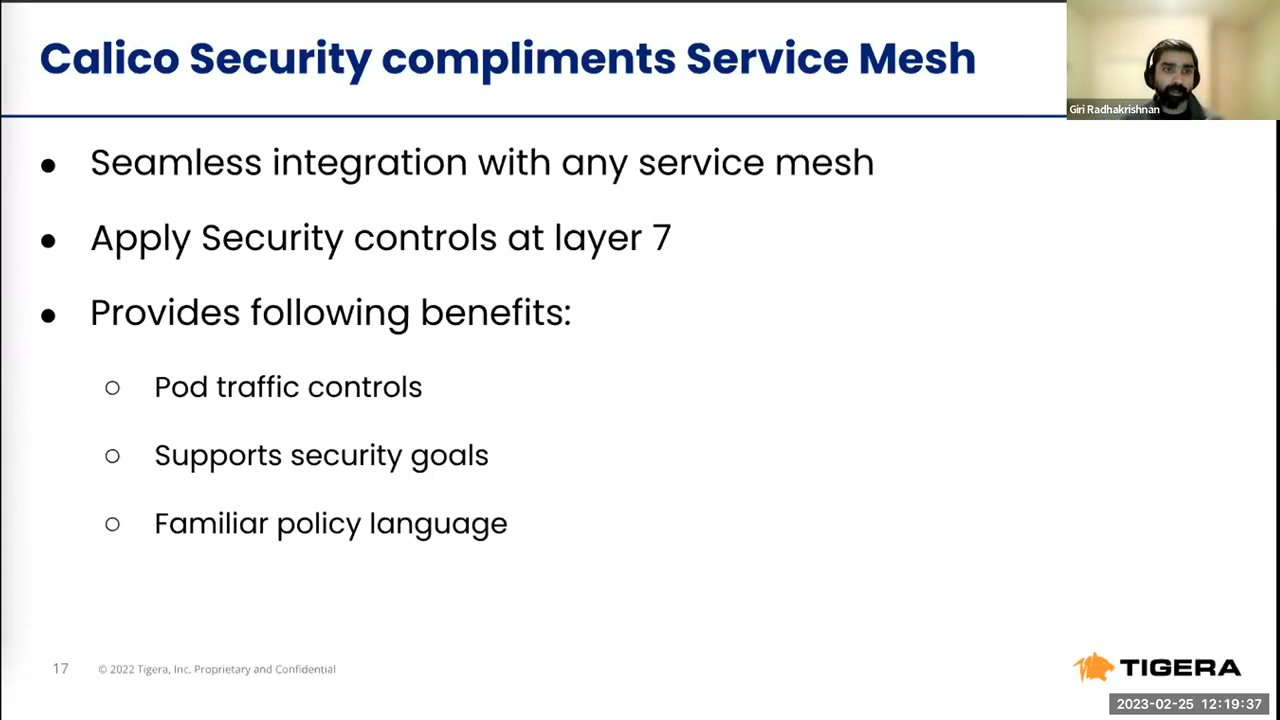 Calico Security compliments Service Mesh
Giri Radhakrishnan
● Seamless integration with any service mesh
● Apply Security controls at layer 7
● Provides following benefits:
○ Pod traffic controls
○ Supports security goals
○ Familiar policy language
17 © 2022 Tigera, Inc. Proprietary and Confidential
TIGERA
2023-02-25 12:19:37